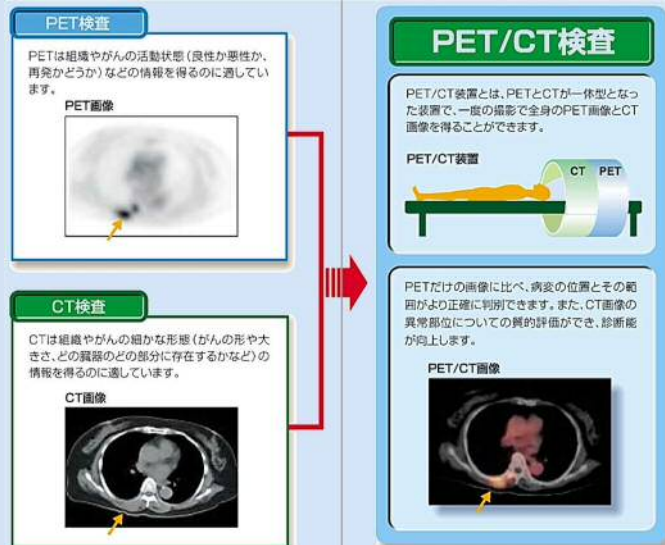 PET検査
PETは組織やがんの活動状態(良性か悪性か、
再発かどうか)などの情報を得るのに適してい
ます。
PET画像
CT検査
CTは組織やがんの細かな形態(がんの形や大
きさ、どの臓器のどの部分に存在するかなど)の
情報を得るのに適しています。
CT画像
PET/CT検査
PET/CT装置とは、PETとCTが一体型となっ
た装置で、一度の撮影で全身のPET画像とCT
画像を得ることができます。
PET/CT装置
CT PET
PETだけの画像に比べ、病変の位置とその範
囲がより正確に判別できます。また、CT画像の
異常部位についての質的評価ができ、診断能
が向上します。
PET/CT画像